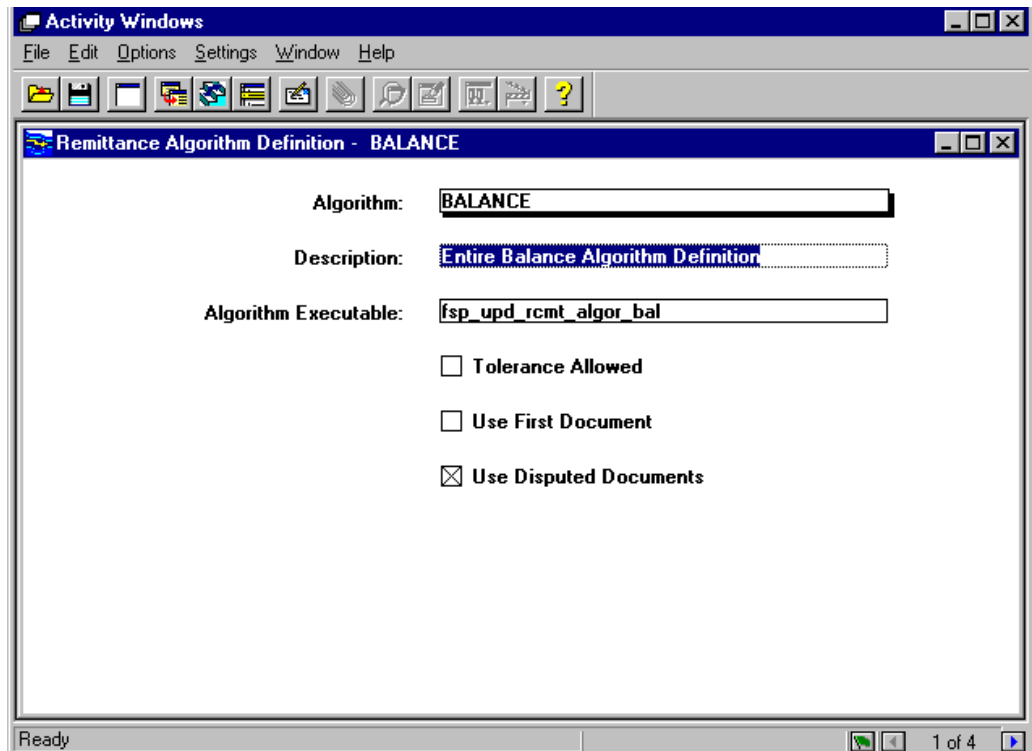 Activity Windows
File Edit Options Settings Window Help
Remittance Algorithm Definition - BALANCE
Algorithm: BALANCE
Description: Entire Balance Algorithm Definition
Algorithm Executable: fsp_upd_rcmt_algor_bal
Tolerance Allowed
Use First Document
Use Disputed Documents
Ready 1 of 4